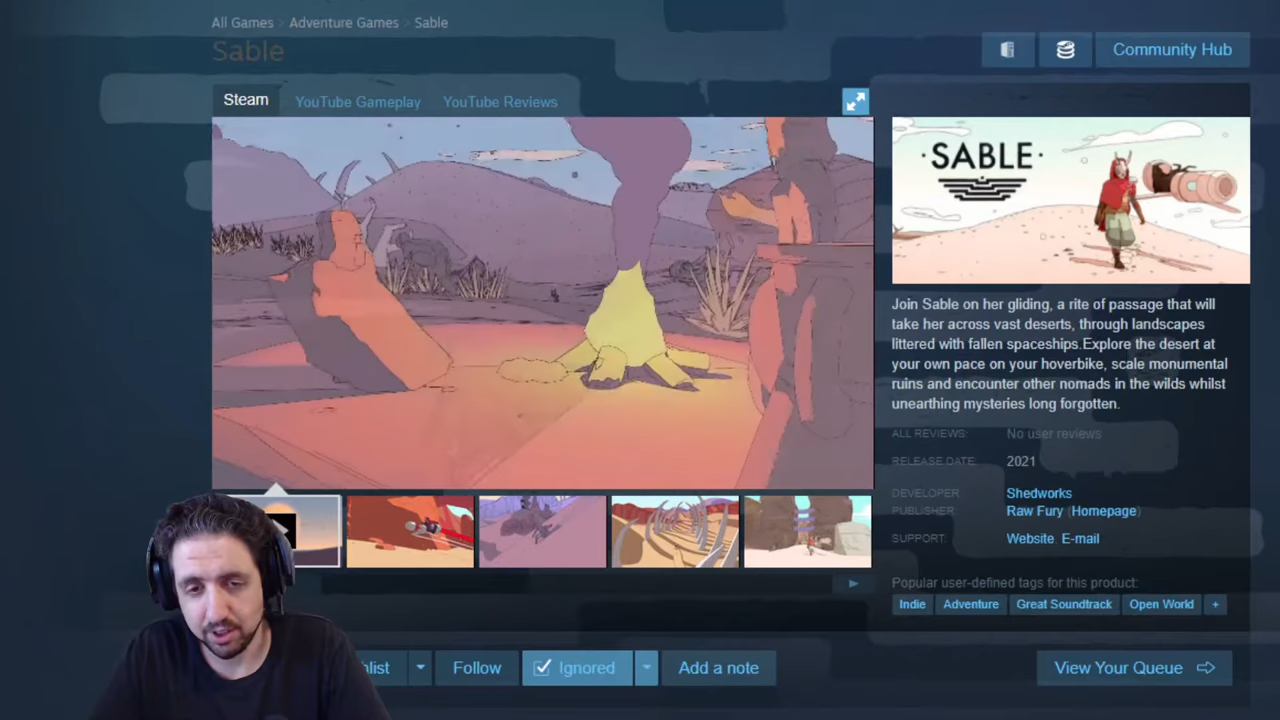 All Games > Adventure Games > Sable
Sable
Community Hub
Steam
YouTube Gameplay
YouTube Reviews
·SABLE·
Join Sable on her gliding, a rite of passage that will
take her across vast deserts, through landscapes
littered with fallen spaceships.Explore the desert at
your own pace on your hoverbike, scale monumental
ruins and encounter other nomads in the wilds whilst
unearthing mysteries long forgotten.
ALL REVIEWS: No user reviews
RELEASE DATE: 2021
DEVELOPER: Shedworks
PUBLISHER: Raw Fury (Homepage)
SUPPORT: Website, E-mail
Popular user-defined tags for this product:
Indie Adventure Great Soundtrack Open World +
Follow
Ignored
Add a note
View Your Queue